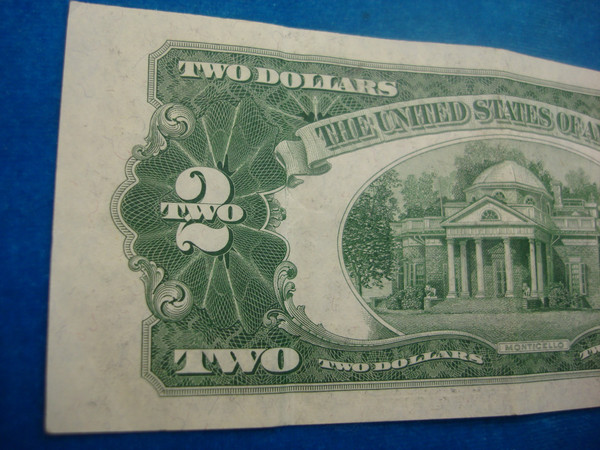 TWO DOLLARS
THE UNITED STATES OF
2
TWO
MONTICELLO
TWO
TWO DOLLARS